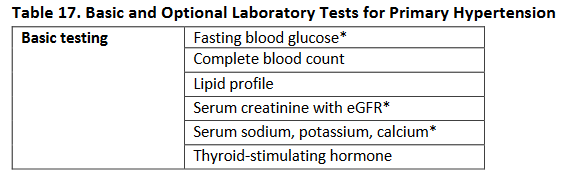 Table 17. Basic and Optional Laboratory Tests for Primary Hypertension
Basic testing
Fasting blood glucose*
Complete blood count
Lipid profile
Serum creatinine with eGFR*
Serum sodium, potassium, calcium*
Thyroid-stimulating hormone